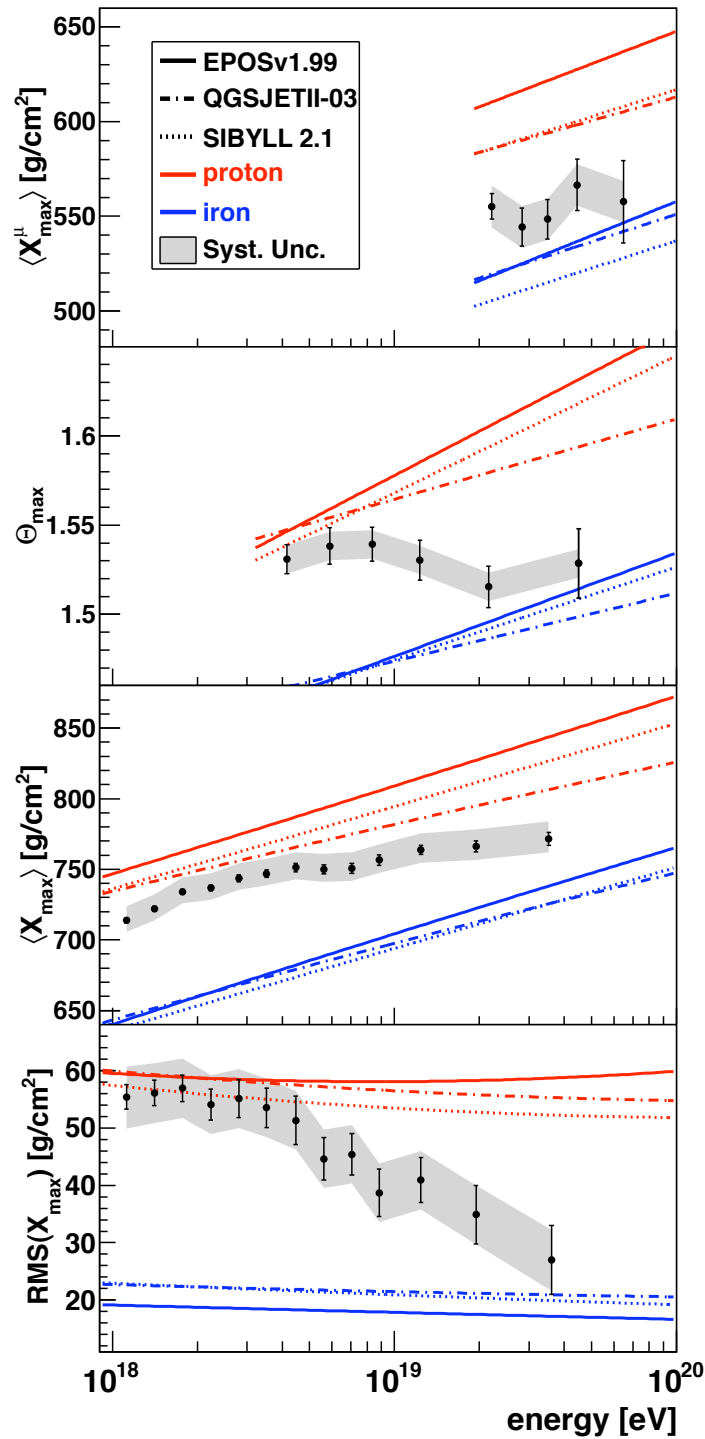 ⟨X^μ_max⟩ [g/cm²]
650
600
550
500
EPOSv1.99
QGSJETII-03
SIBYLL 2.1
proton
iron
Syst. Unc.
Θ_max
1.6
1.55
1.5
⟨X_max⟩ [g/cm²]
850
800
750
700
650
RMS(X_max) [g/cm²]
60
50
40
30
20
10^18
10^19
10^20
energy [eV]